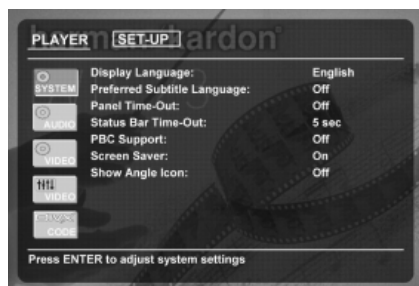 harman/kardon
PLAYER SET-UP
SYSTEM
Display Language: English
Preferred Subtitle Language: Off
Panel Time-Out: Off
AUDIO
Status Bar Time-Out: 5 sec
PBC Support: Off
VIDEO
Screen Saver: On
Show Angle Icon: Off
VIDEO
DIVX
CODE
Press ENTER to adjust system settings